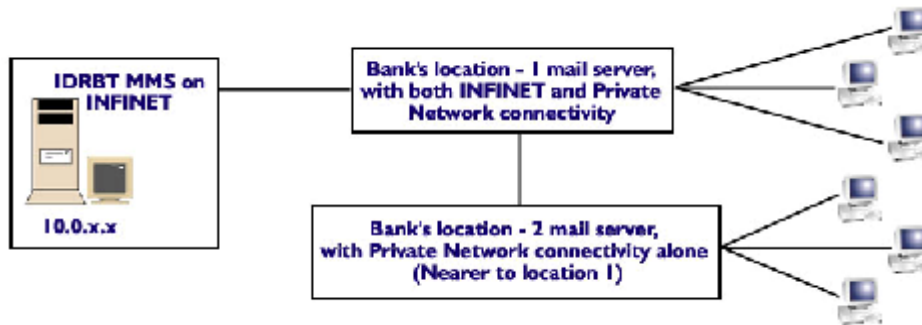 IDRBT MMS on
INFINET
10.0.x.x
Bank's location - 1 mail server,
with both INFINET and Private
Network connectivity
Bank's location - 2 mail server,
with Private Network connectivity alone
(Nearer to location 1)